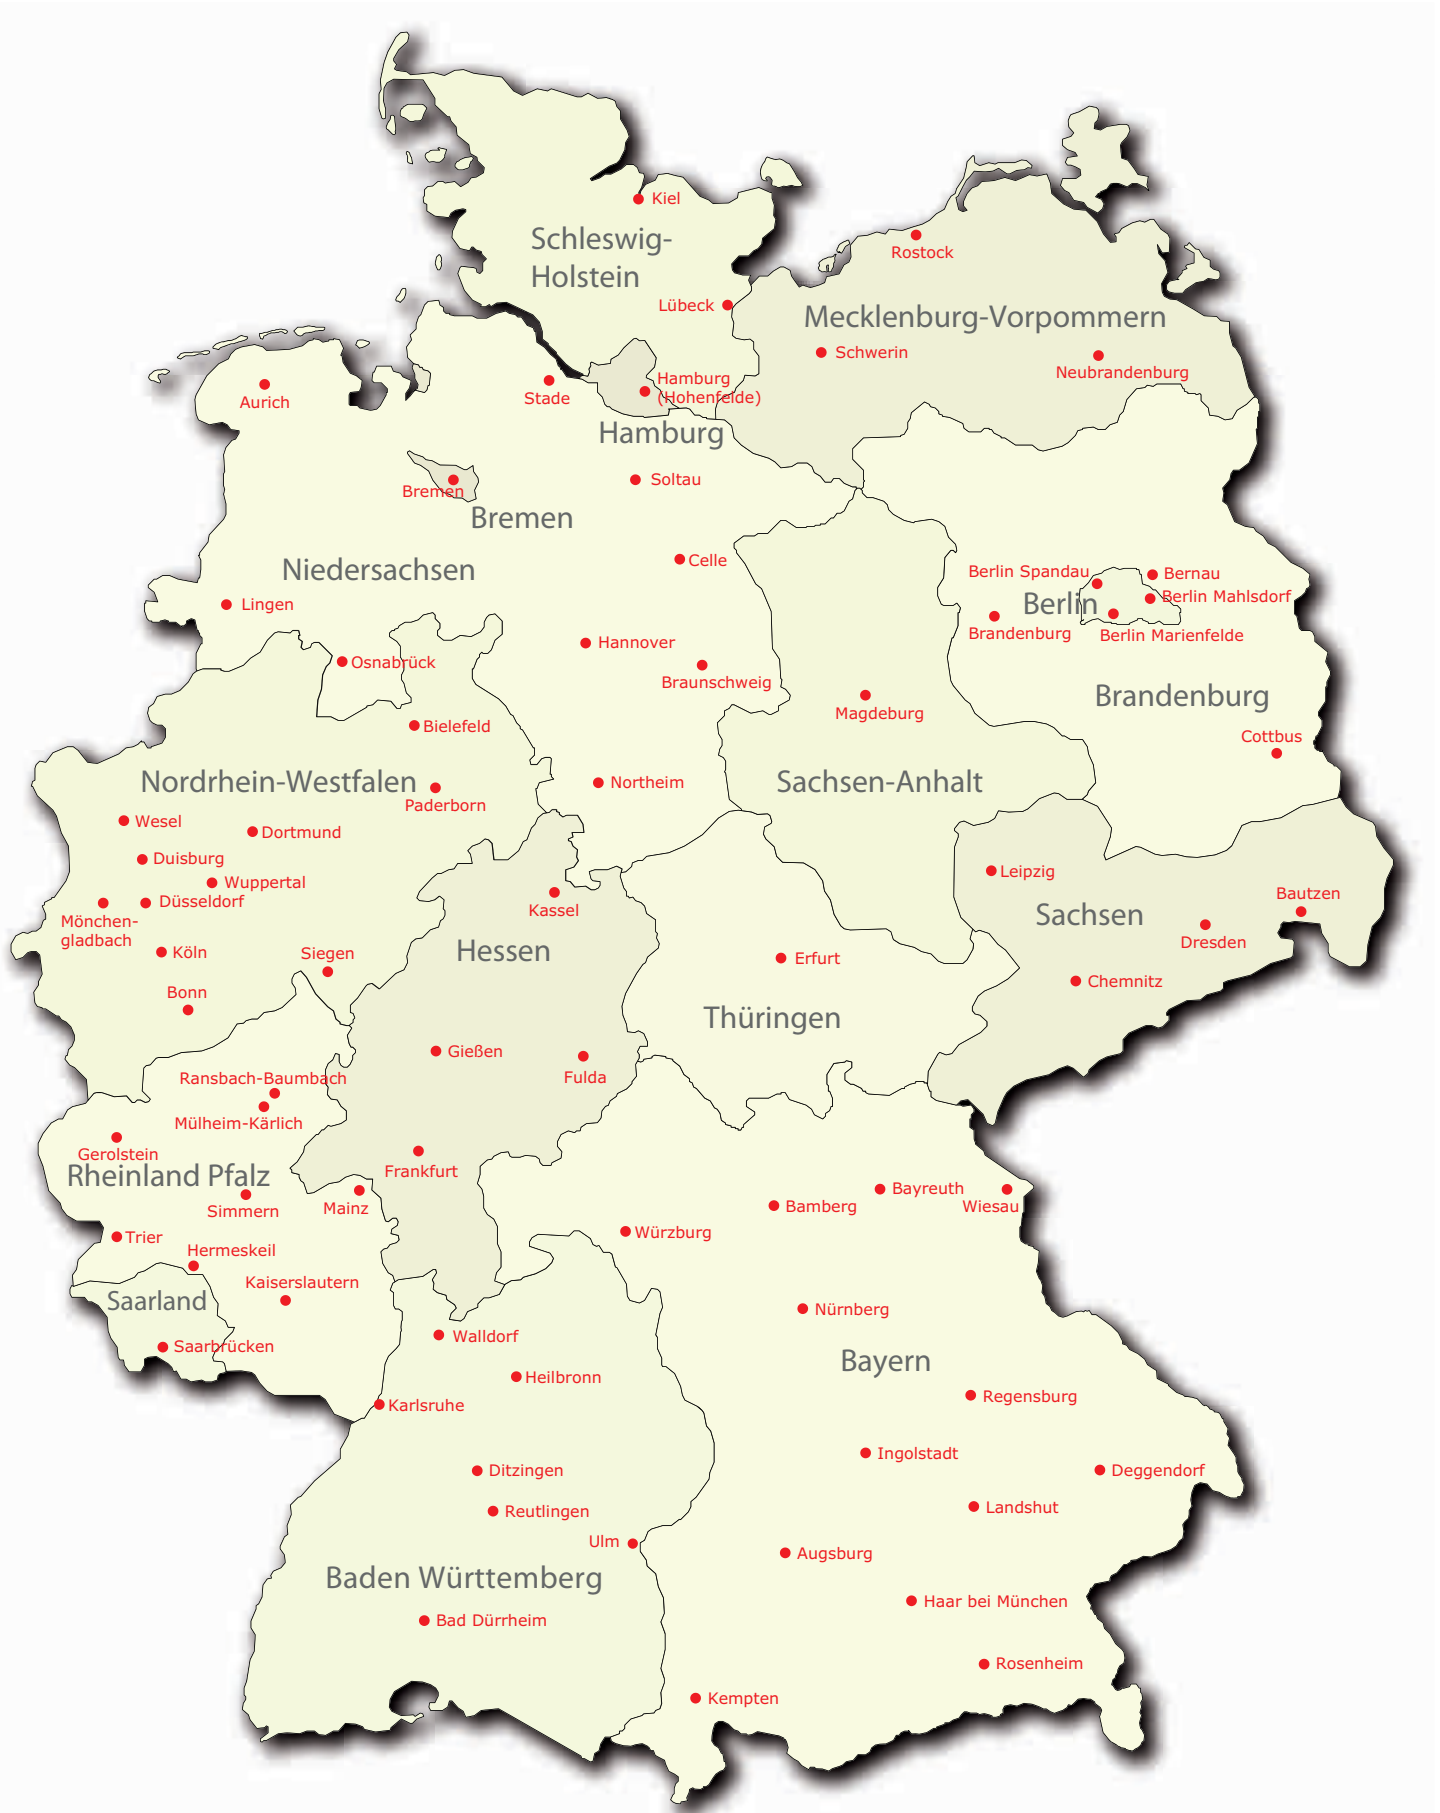 Kiel
Schleswig-
Holstein
Rostock
Lübeck
Mecklenburg-Vorpommern
Schwerin
Neubrandenburg
Aurich
Stade
Hamburg
(Hohenfelde)
Hamburg
Soltau
Bremen
Bremen
Niedersachsen
Celle
Lingen
Berlin Spandau
Bernau
Berlin
Berlin Mahlsdorf
Brandenburg
Berlin Marienfelde
Hannover
Osnabrück
Braunschweig
Brandenburg
Magdeburg
Bielefeld
Cottbus
Nordrhein-Westfalen
Northeim
Sachsen-Anhalt
Paderborn
Wesel
Dortmund
Duisburg
Wuppertal
Düsseldorf
Mönchen-
gladbach
Köln
Siegen
Bonn
Kassel
Hessen
Leipzig
Sachsen
Bautzen
Dresden
Chemnitz
Erfurt
Thüringen
Gießen
Fulda
Ransbach-Baumbach
Mülheim-Kärlich
Gerolstein
Rheinland Pfalz
Frankfurt
Simmern
Mainz
Trier
Hermeskeil
Kaiserslautern
Saarland
Saarbrücken
Bamberg
Bayreuth
Wiesau
Würzburg
Nürnberg
Bayern
Walldorf
Heilbronn
Karlsruhe
Regensburg
Ingolstadt
Deggendorf
Ditzingen
Reutlingen
Landshut
Ulm
Augsburg
Baden Württemberg
Haar bei München
Bad Dürrheim
Rosenheim
Kempten